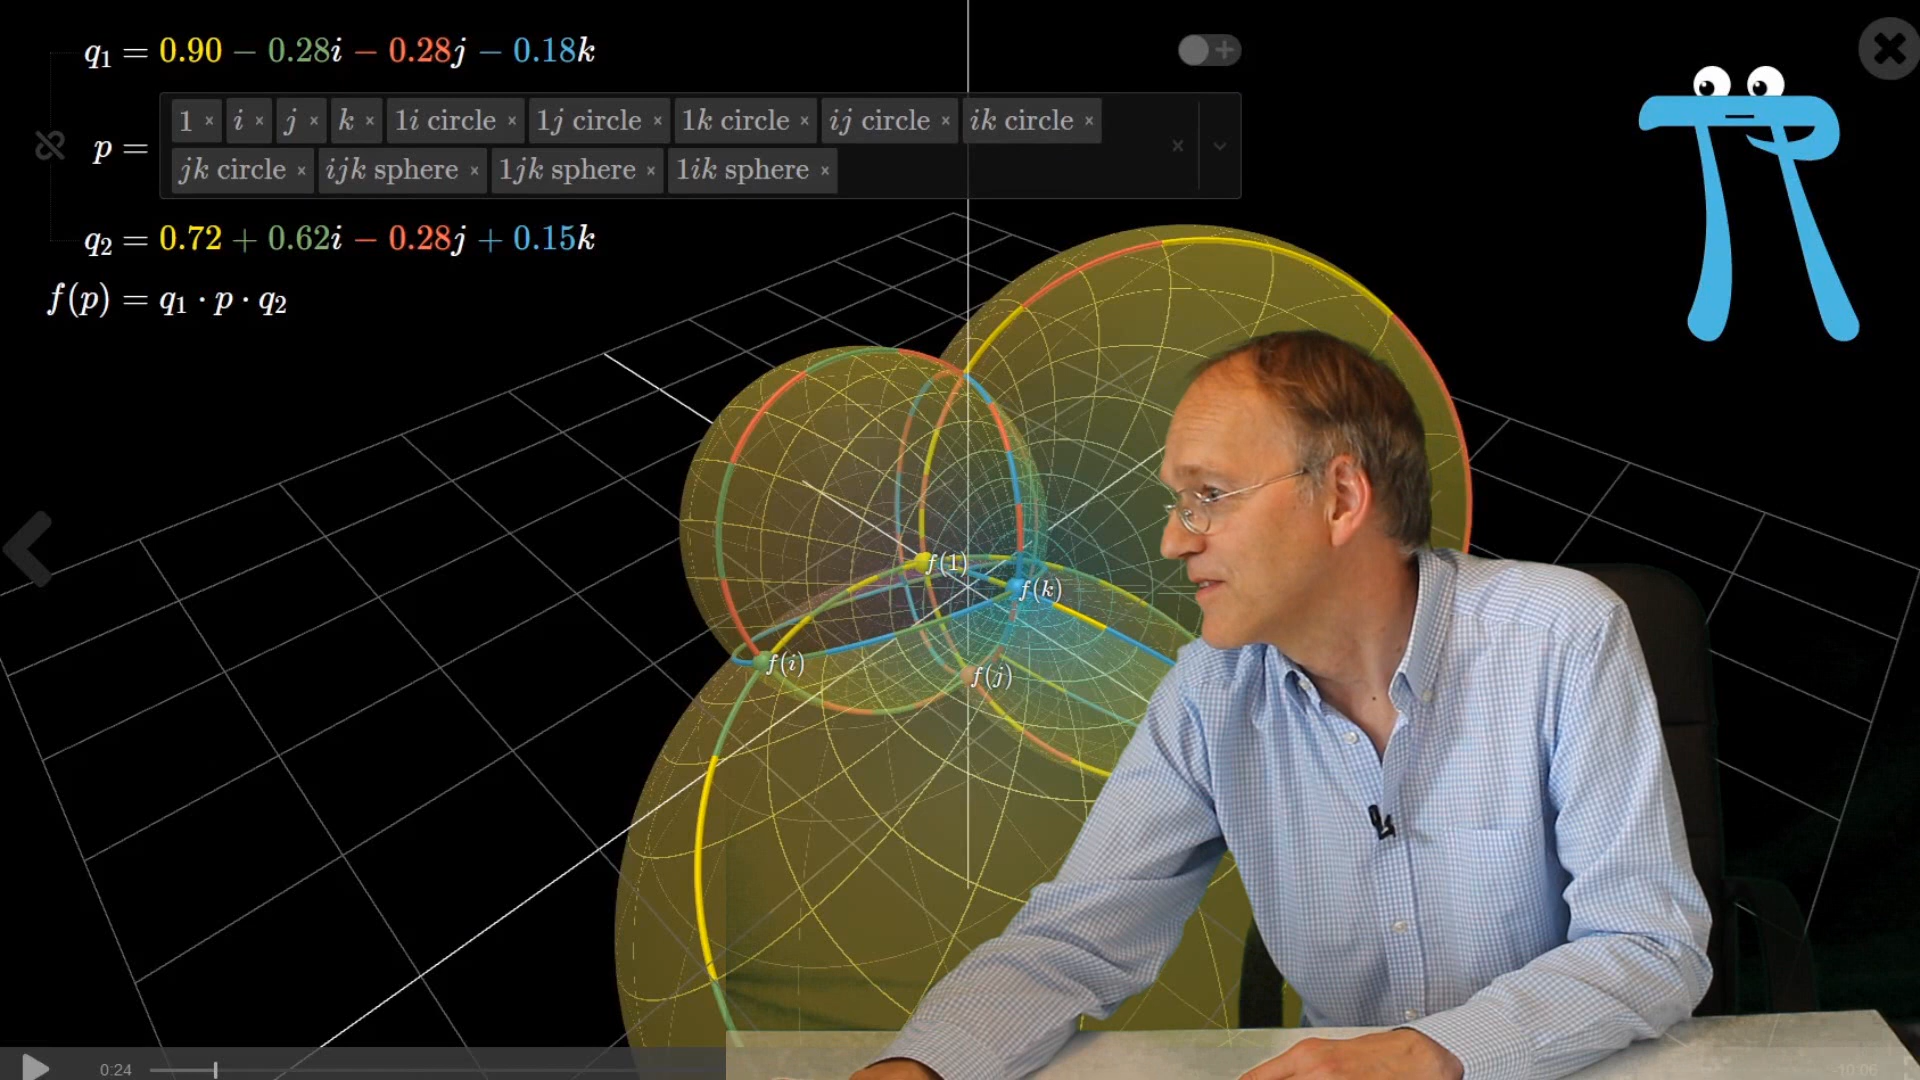 q₁ = 0.90 − 0.28i − 0.28j − 0.18k
p = 1 × i × j × k × 1i circle × 1j circle × 1k circle × ij circle × ik circle ×
jk circle × ijk sphere × 1jk sphere × 1ik sphere ×
q₂ = 0.72 + 0.62i − 0.28j + 0.15k
f(p) = q₁ · p · q₂
f(1)
f(k)
f(i)
f(j)
0:24
-10:06